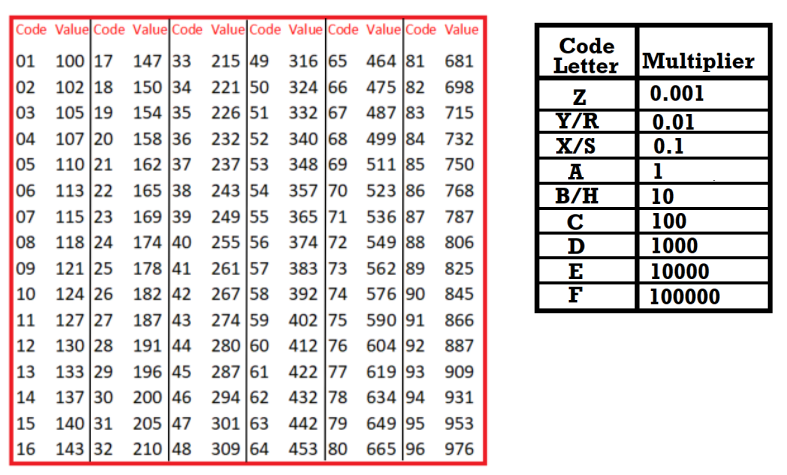 Code Value Code Value Code Value Code Value Code Value Code Value
01 100 17 147 33 215 49 316 65 464 81 681
02 102 18 150 34 221 50 324 66 475 82 698
03 105 19 154 35 226 51 332 67 487 83 715
04 107 20 158 36 232 52 340 68 499 84 732
05 110 21 162 37 237 53 348 69 511 85 750
06 113 22 165 38 243 54 357 70 523 86 768
07 115 23 169 39 249 55 365 71 536 87 787
08 118 24 174 40 255 56 374 72 549 88 806
09 121 25 178 41 261 57 383 73 562 89 825
10 124 26 182 42 267 58 392 74 576 90 845
11 127 27 187 43 274 59 402 75 590 91 866
12 130 28 191 44 280 60 412 76 604 92 887
13 133 29 196 45 287 61 422 77 619 93 909
14 137 30 200 46 294 62 432 78 634 94 931
15 140 31 205 47 301 63 442 79 649 95 953
16 143 32 210 48 309 64 453 80 665 96 976
Code
Letter Multiplier
Z 0.001
Y/R 0.01
X/S 0.1
A 1
B/H 10
C 100
D 1000
E 10000
F 100000